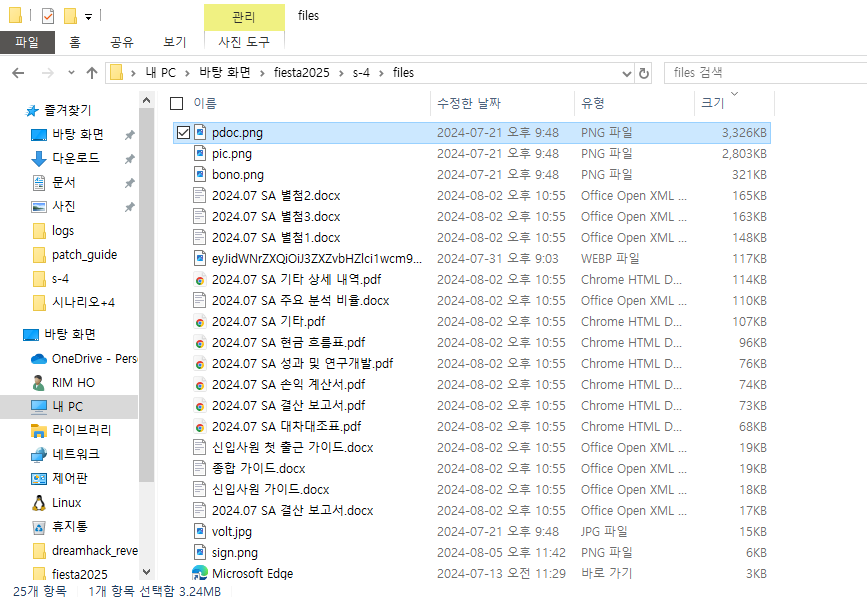 관리
files
파일
홈
공유
보기
사진 도구
내 PC
바탕 화면
fiesta2025
s-4
files
files 검색
즐겨찾기
바탕 화면
다운로드
문서
사진
logs
patch_guide
s-4
시나리오+4
바탕 화면
OneDrive - Pers
RIM HO
내 PC
라이브러리
네트워크
제어판
Linux
휴지통
dreamhack_reve
fiesta2025
이름 수정한 날짜 유형 크기
pdoc.png 2024-07-21 오후 9:48 PNG 파일 3,326KB
pic.png 2024-07-21 오후 9:48 PNG 파일 2,803KB
bono.png 2024-07-21 오후 9:48 PNG 파일 321KB
2024.07 SA 별첨2.docx 2024-08-02 오후 10:55 Office Open XML ... 165KB
2024.07 SA 별첨3.docx 2024-08-02 오후 10:55 Office Open XML ... 163KB
2024.07 SA 별첨1.docx 2024-08-02 오후 10:55 Office Open XML ... 148KB
eyJidWNrZXQiOiJ3ZXZvbHZlci1wcm9... 2024-07-31 오후 9:03 WEBP 파일 117KB
2024.07 SA 기타 상세 내역.pdf 2024-08-02 오후 10:55 Chrome HTML D... 114KB
2024.07 SA 주요 분석 비율.docx 2024-08-02 오후 10:55 Office Open XML ... 110KB
2024.07 SA 기타.pdf 2024-08-02 오후 10:55 Chrome HTML D... 107KB
2024.07 SA 현금 흐름표.pdf 2024-08-02 오후 10:55 Chrome HTML D... 96KB
2024.07 SA 성과 및 연구개발.pdf 2024-08-02 오후 10:55 Chrome HTML D... 76KB
2024.07 SA 손익 계산서.pdf 2024-08-02 오후 10:55 Chrome HTML D... 74KB
2024.07 SA 결산 보고서.pdf 2024-08-02 오후 10:55 Chrome HTML D... 73KB
2024.07 SA 대차대조표.pdf 2024-08-02 오후 10:55 Chrome HTML D... 68KB
신입사원 첫 출근 가이드.docx 2024-08-02 오후 10:55 Office Open XML ... 19KB
종합 가이드.docx 2024-08-02 오후 10:55 Office Open XML ... 19KB
신입사원 가이드.docx 2024-08-02 오후 10:55 Office Open XML ... 18KB
2024.07 SA 결산 보고서.docx 2024-08-02 오후 10:55 Office Open XML ... 17KB
volt.jpg 2024-07-21 오후 9:48 JPG 파일 15KB
sign.png 2024-08-05 오후 11:42 PNG 파일 6KB
Microsoft Edge 2024-07-13 오전 11:29 바로 가기 3KB
25개 항목 1개 항목 선택함 3.24MB